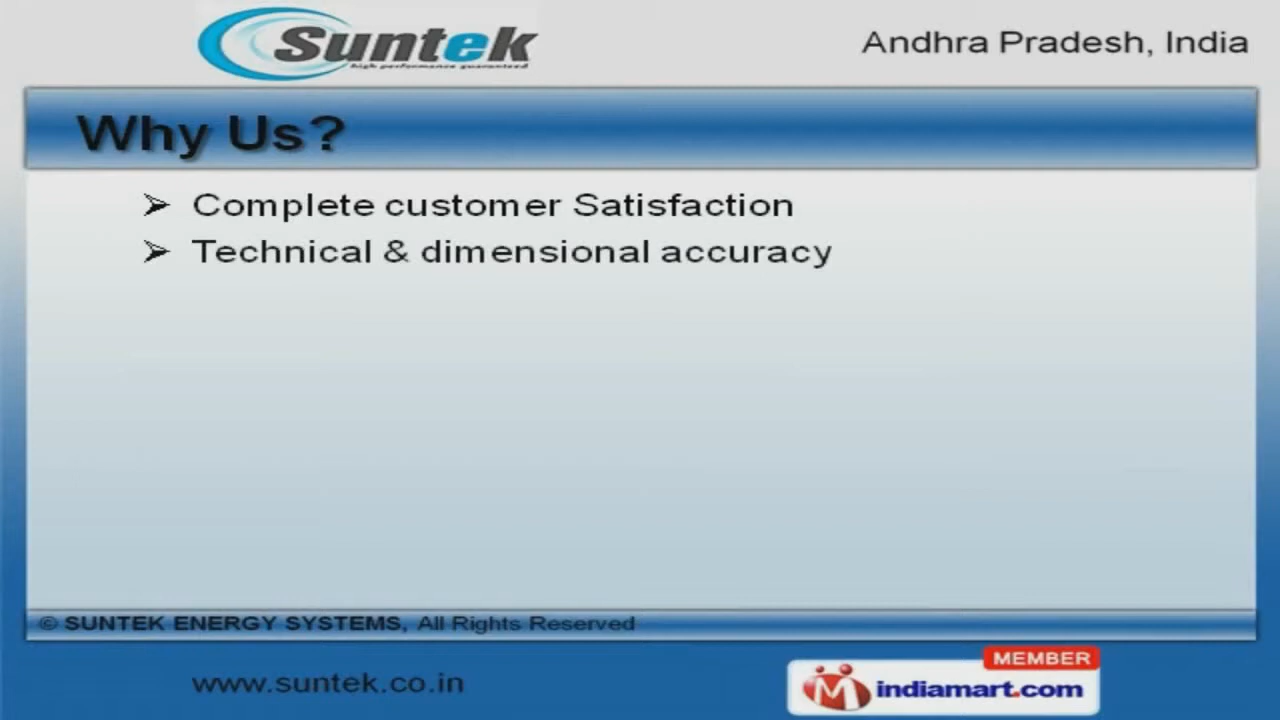 Suntek
high performance guaranteed
Andhra Pradesh, India
Why Us?
➢ Complete customer Satisfaction
➢ Technical & dimensional accuracy
© SUNTEK ENERGY SYSTEMS, All Rights Reserved
www.suntek.co.in
MEMBER
indiamart.com